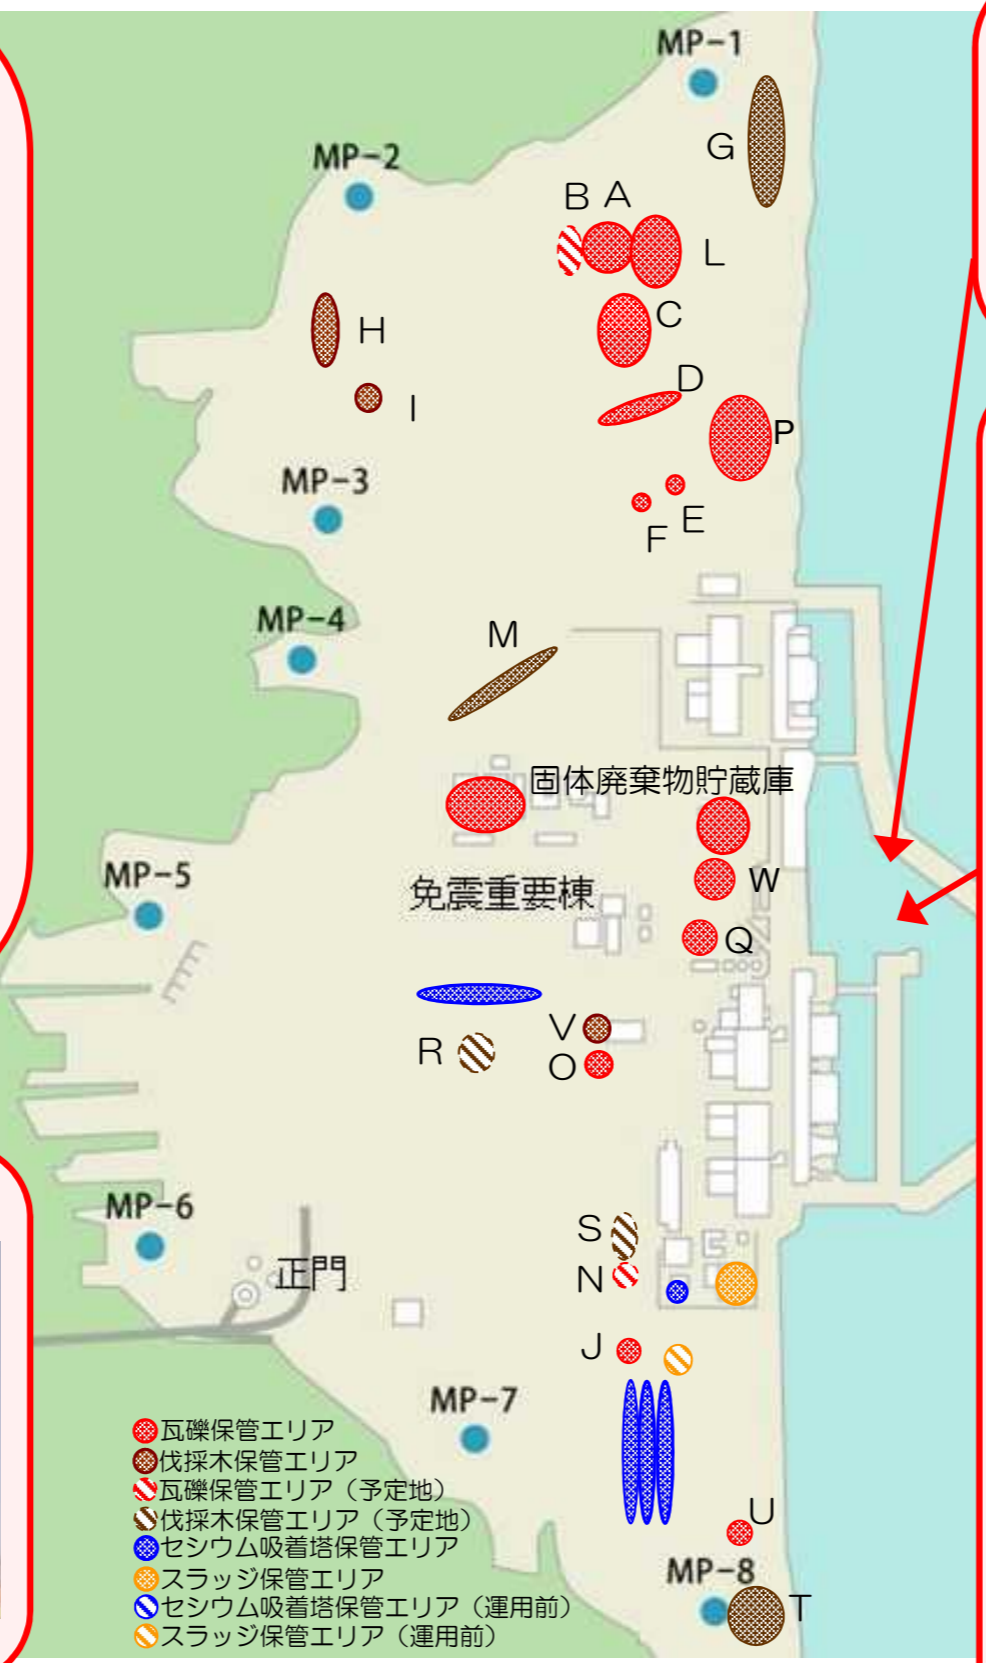 MP-1
G
MP-2
B A
L
C
H
D
I
P
MP-3
E
F
MP-4
M
固体廃棄物貯蔵庫
MP-5
W
免震重要棟
Q
V
R
O
MP-6
S
正門
N
J
MP-7
瓦礫保管エリア
伐採木保管エリア
瓦礫保管エリア（予定地）
伐採木保管エリア（予定地）
セシウム吸着塔保管エリア
スラッジ保管エリア
セシウム吸着塔保管エリア（運用前）
スラッジ保管エリア（運用前）
U
MP-8
T